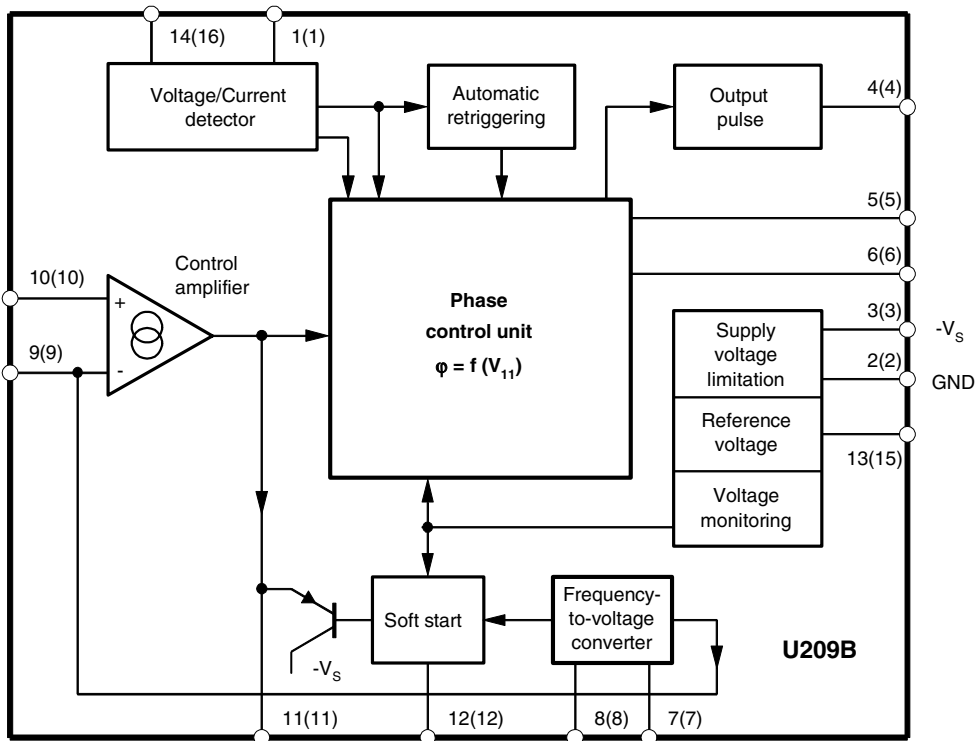 14(16)
1(1)
Voltage/Current
detector
Automatic
retriggering
Output
pulse
4(4)
5(5)
6(6)
10(10)
Control
amplifier
+
9(9)
-
Phase
control unit
φ = f (V₁₁)
Supply
voltage
limitation
3(3)
-Vₛ
2(2)
GND
Reference
voltage
13(15)
Voltage
monitoring
Soft start
Frequency-
to-voltage
converter
-Vₛ
U209B
11(11)
12(12)
8(8)
7(7)